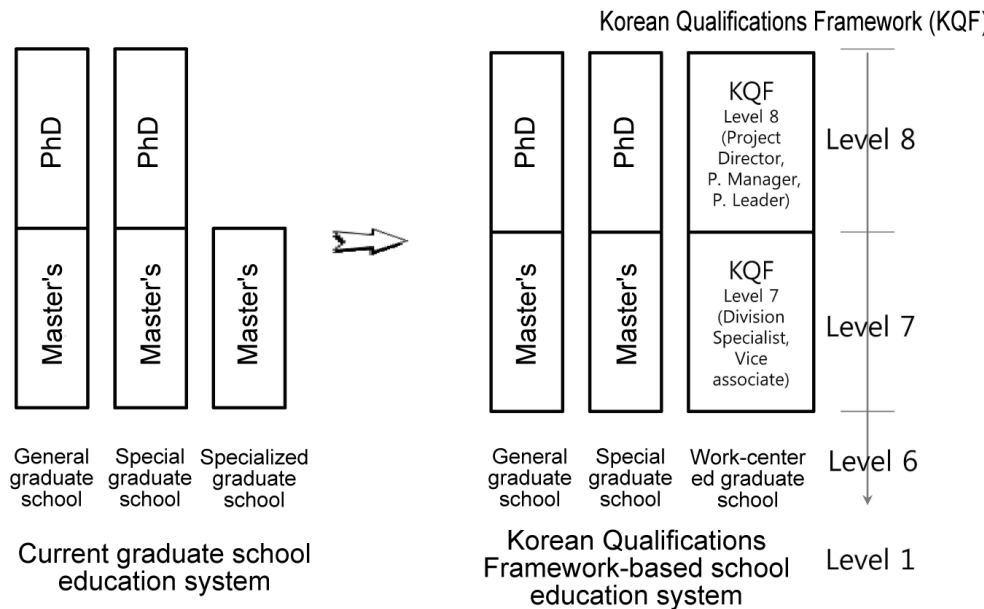 Korean Qualifications Framework (KQF)
PhD
PhD
Master's
Master's
Master's
General
graduate
school
Special
graduate
school
Specialized
graduate
school
Current graduate school
education system
PhD
PhD
KQF
Level 8
(Project
Director,
P. Manager,
P. Leader)
Level 8
Master's
Master's
KQF
Level 7
(Division
Specialist,
Vice
associate)
Level 7
General
graduate
school
Special
graduate
school
Work-center
ed graduate
school
Level 6
Korean Qualifications
Framework-based school
education system
Level 1